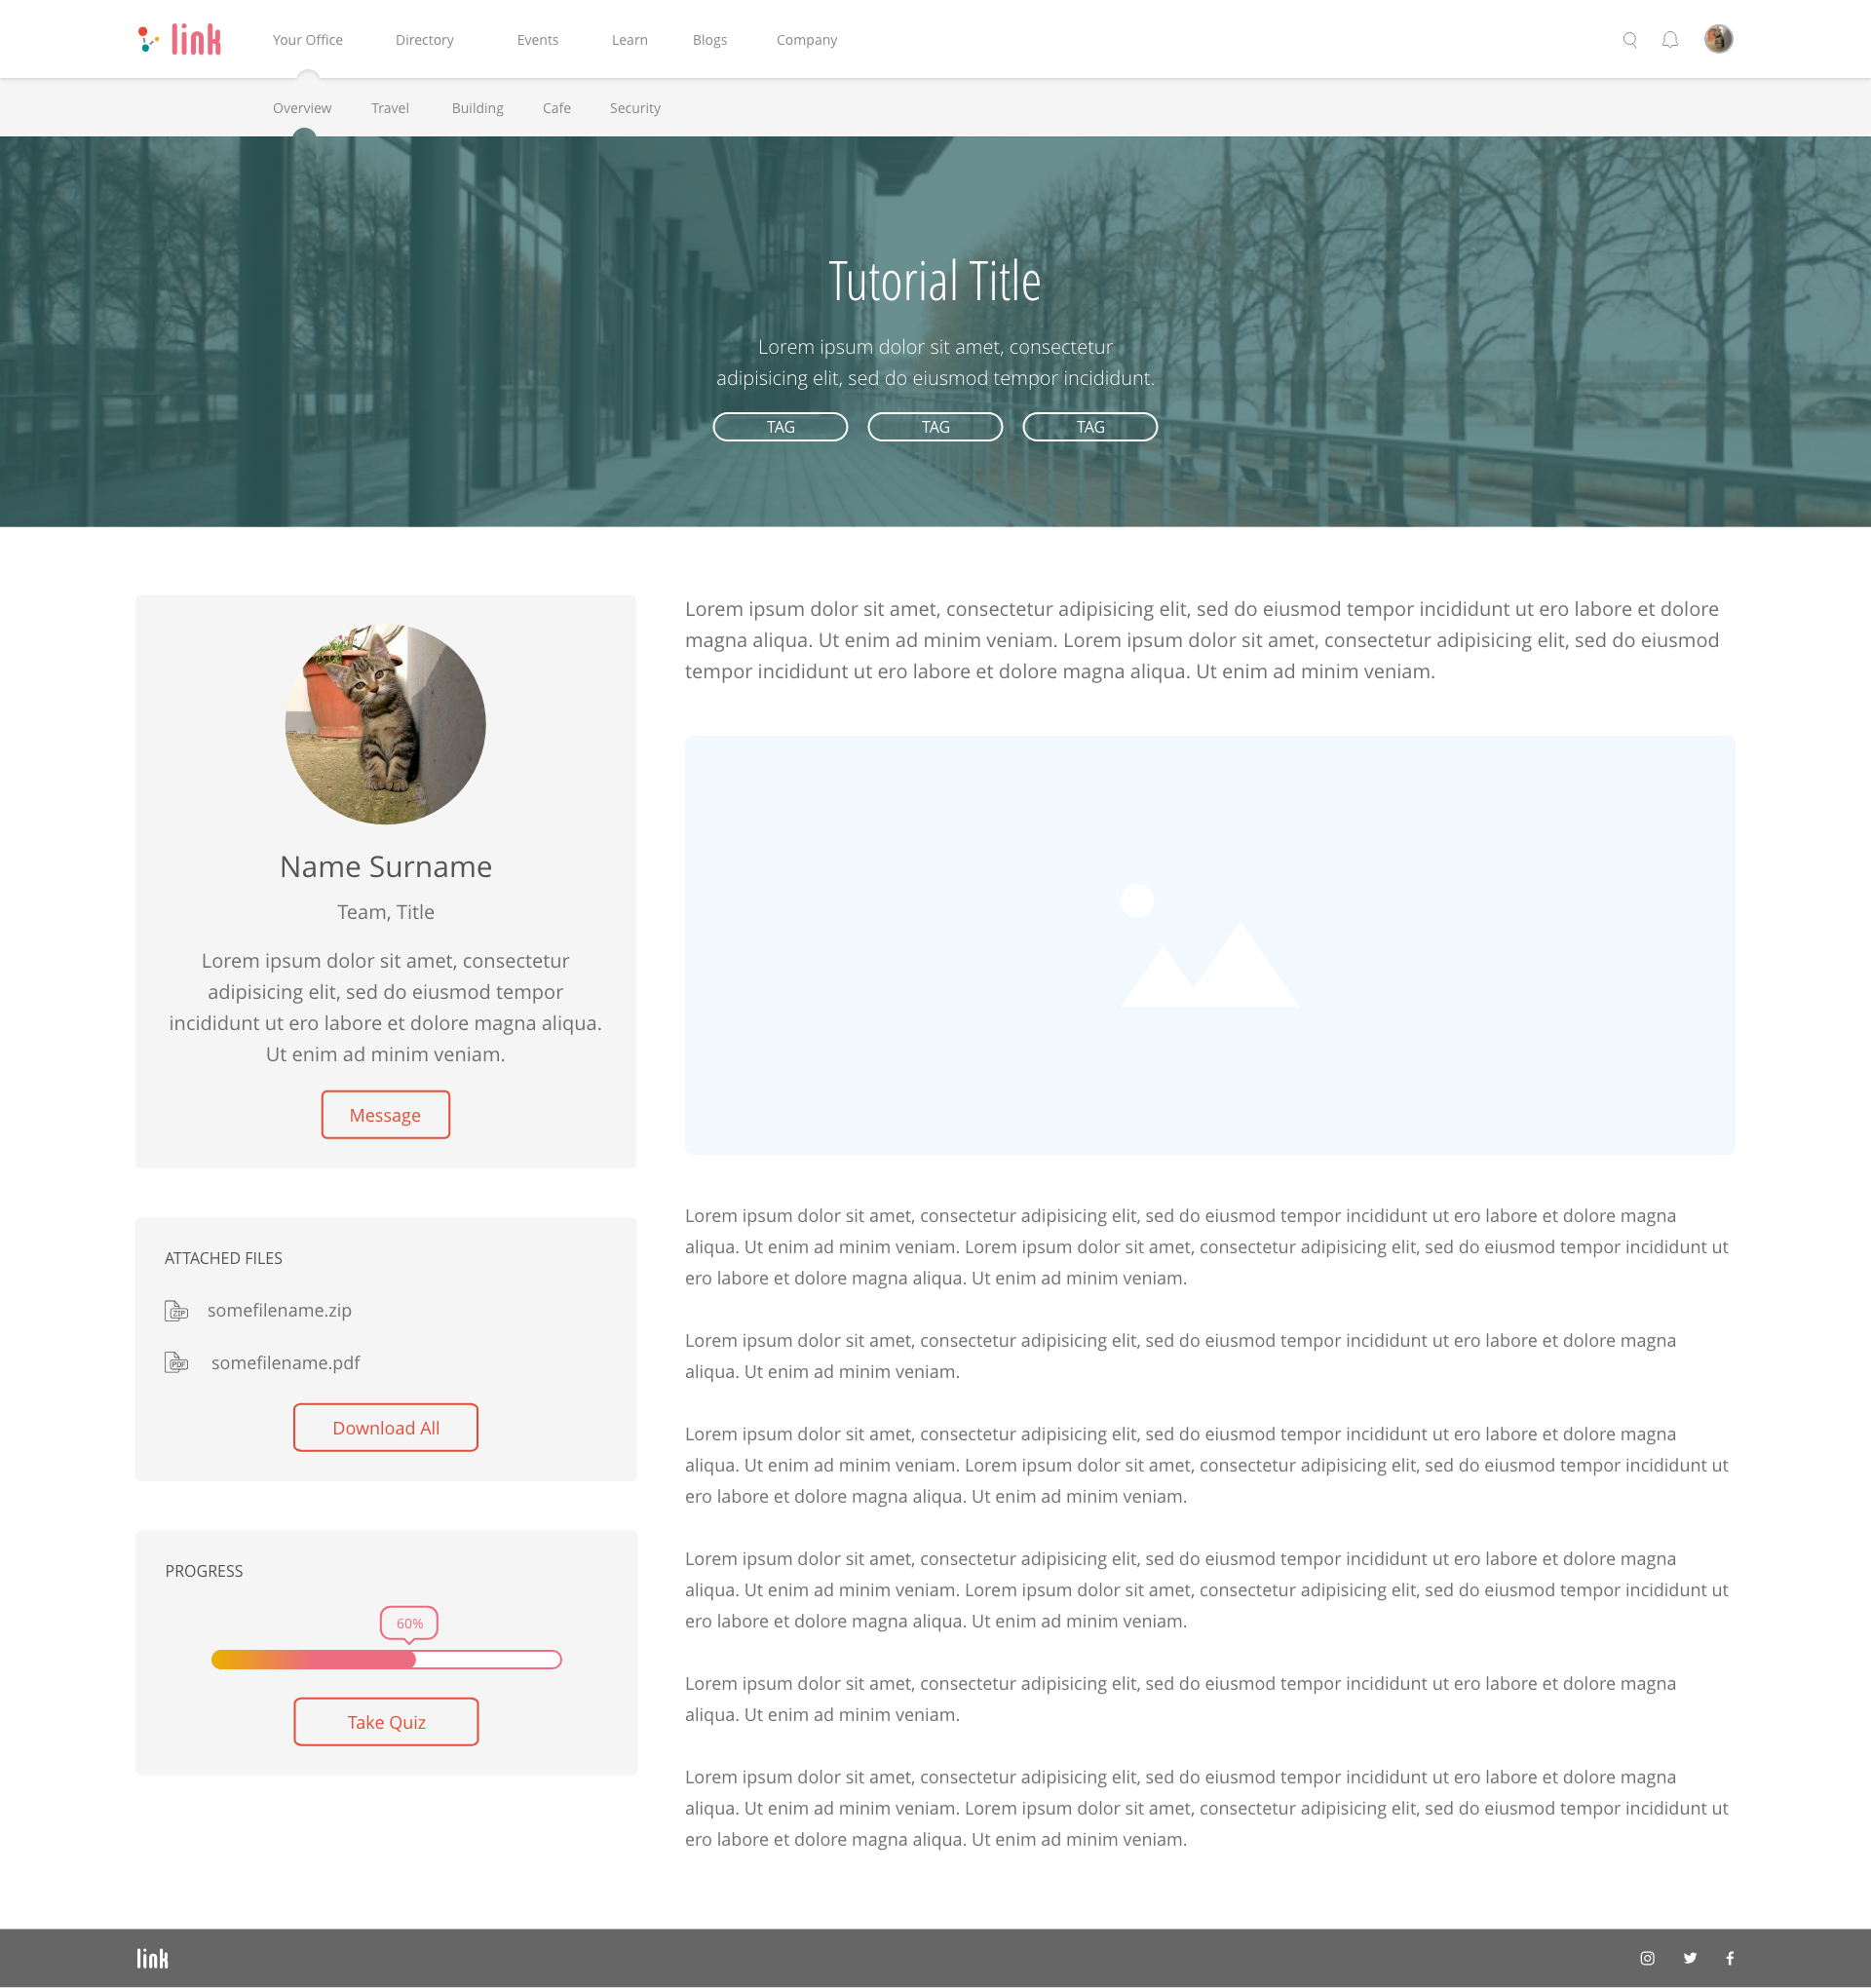 link
Your Office
Directory
Events
Learn
Blogs
Company
Overview
Travel
Building
Cafe
Security
Tutorial Title
Lorem ipsum dolor sit amet, consectetur
adipisicing elit, sed do eiusmod tempor incididunt.
TAG
TAG
TAG
Name Surname
Team, Title
Lorem ipsum dolor sit amet, consectetur
adipisicing elit, sed do eiusmod tempor
incididunt ut ero labore et dolore magna aliqua.
Ut enim ad minim veniam.
Message
ATTACHED FILES
ZIP
somefilename.zip
PDF
somefilename.pdf
Download All
PROGRESS
60%
Take Quiz
Lorem ipsum dolor sit amet, consectetur adipisicing elit, sed do eiusmod tempor incididunt ut ero labore et dolore
magna aliqua. Ut enim ad minim veniam. Lorem ipsum dolor sit amet, consectetur adipisicing elit, sed do eiusmod
tempor incididunt ut ero labore et dolore magna aliqua. Ut enim ad minim veniam.
Lorem ipsum dolor sit amet, consectetur adipisicing elit, sed do eiusmod tempor incididunt ut ero labore et dolore magna
aliqua. Ut enim ad minim veniam. Lorem ipsum dolor sit amet, consectetur adipisicing elit, sed do eiusmod tempor incididunt ut
ero labore et dolore magna aliqua. Ut enim ad minim veniam.
Lorem ipsum dolor sit amet, consectetur adipisicing elit, sed do eiusmod tempor incididunt ut ero labore et dolore magna
aliqua. Ut enim ad minim veniam.
Lorem ipsum dolor sit amet, consectetur adipisicing elit, sed do eiusmod tempor incididunt ut ero labore et dolore magna
aliqua. Ut enim ad minim veniam. Lorem ipsum dolor sit amet, consectetur adipisicing elit, sed do eiusmod tempor incididunt ut
ero labore et dolore magna aliqua. Ut enim ad minim veniam.
Lorem ipsum dolor sit amet, consectetur adipisicing elit, sed do eiusmod tempor incididunt ut ero labore et dolore magna
aliqua. Ut enim ad minim veniam. Lorem ipsum dolor sit amet, consectetur adipisicing elit, sed do eiusmod tempor incididunt ut
ero labore et dolore magna aliqua. Ut enim ad minim veniam.
Lorem ipsum dolor sit amet, consectetur adipisicing elit, sed do eiusmod tempor incididunt ut ero labore et dolore magna
aliqua. Ut enim ad minim veniam.
Lorem ipsum dolor sit amet, consectetur adipisicing elit, sed do eiusmod tempor incididunt ut ero labore et dolore magna
aliqua. Ut enim ad minim veniam. Lorem ipsum dolor sit amet, consectetur adipisicing elit, sed do eiusmod tempor incididunt ut
ero labore et dolore magna aliqua. Ut enim ad minim veniam.
link